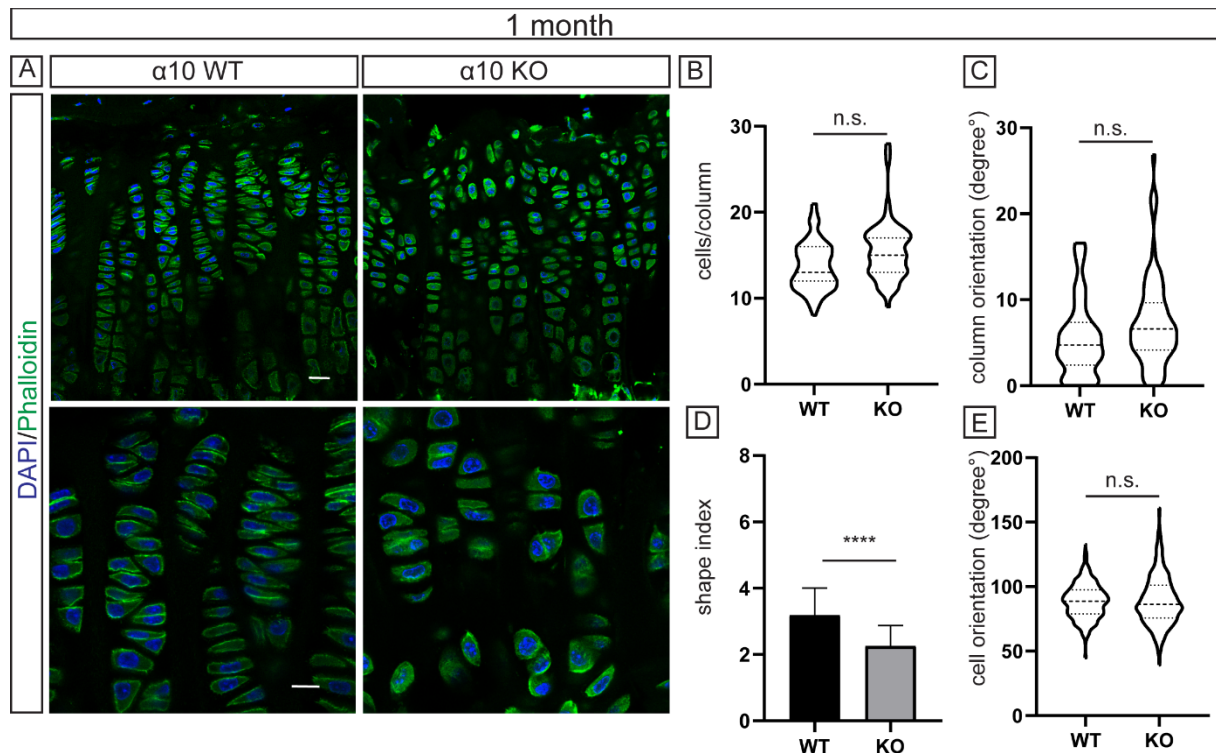 1 month
A
α10 WT
α10 KO
DAPI/Phalloidin
B
n.s.
cells/column
30
20
10
0
WT
KO
C
n.s.
column orientation (degree°)
30
20
10
0
WT
KO
D
****
shape index
8
6
4
2
0
WT
KO
E
n.s.
cell orientation (degree°)
200
150
100
50
0
WT
KO